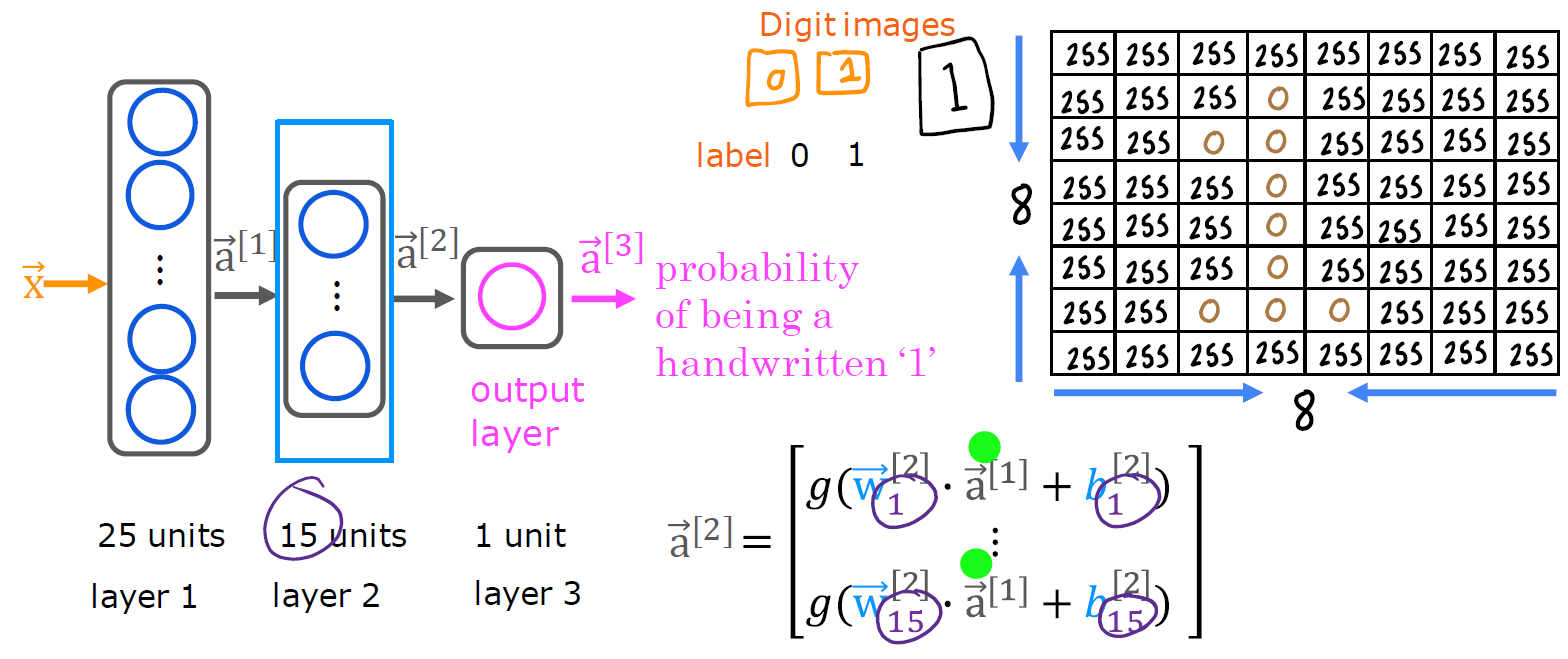 Digit images
0 1 1
label 0 1
255 255 255 255 255 255 255 255
255 255 255 0 255 255 255 255
255 255 0 0 255 255 255 255
255 255 255 0 255 255 255 255
255 255 255 0 255 255 255 255
255 255 255 0 255 255 255 255
255 255 0 0 0 255 255 255
255 255 255 255 255 255 255 255
8
8
x⃗
a⃗[1]
a⃗[2]
a⃗[3]
probability
of being a
handwritten ‘1’
output
layer
25 units
layer 1
15 units
layer 2
1 unit
layer 3
a⃗[2] =
g(w⃗1[2] · a⃗[1] + b1[2])
⋮
g(w⃗15[2] · a⃗[1] + b15[2])